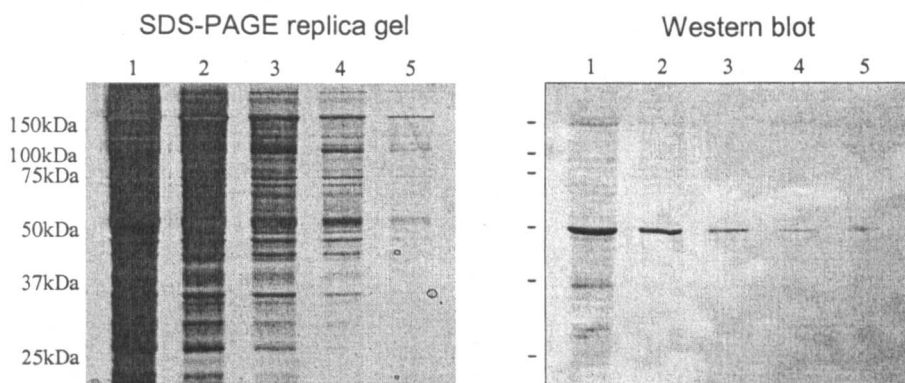 SDS-PAGE replica gel
1 2 3 4 5
150kDa
100kDa
75kDa
50kDa
37kDa
25kDa
Western blot
1 2 3 4 5